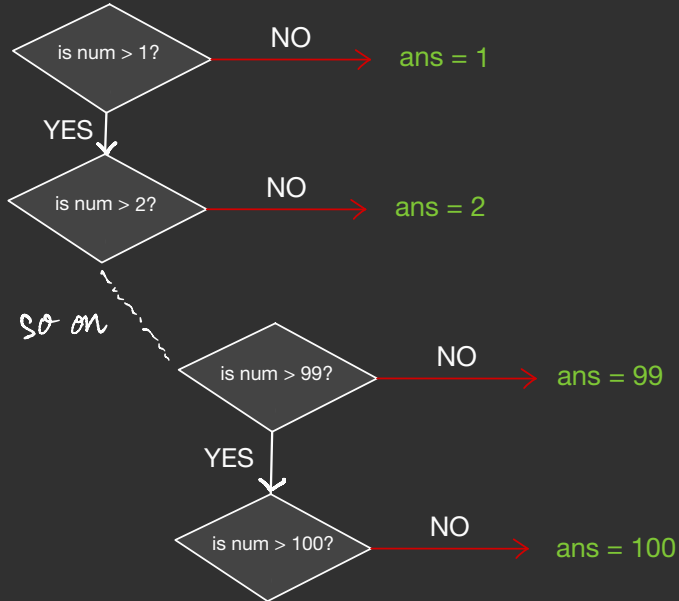 is num > 1?
NO
ans = 1
YES
is num > 2?
NO
ans = 2
so on
is num > 99?
NO
ans = 99
YES
is num > 100?
NO
ans = 100